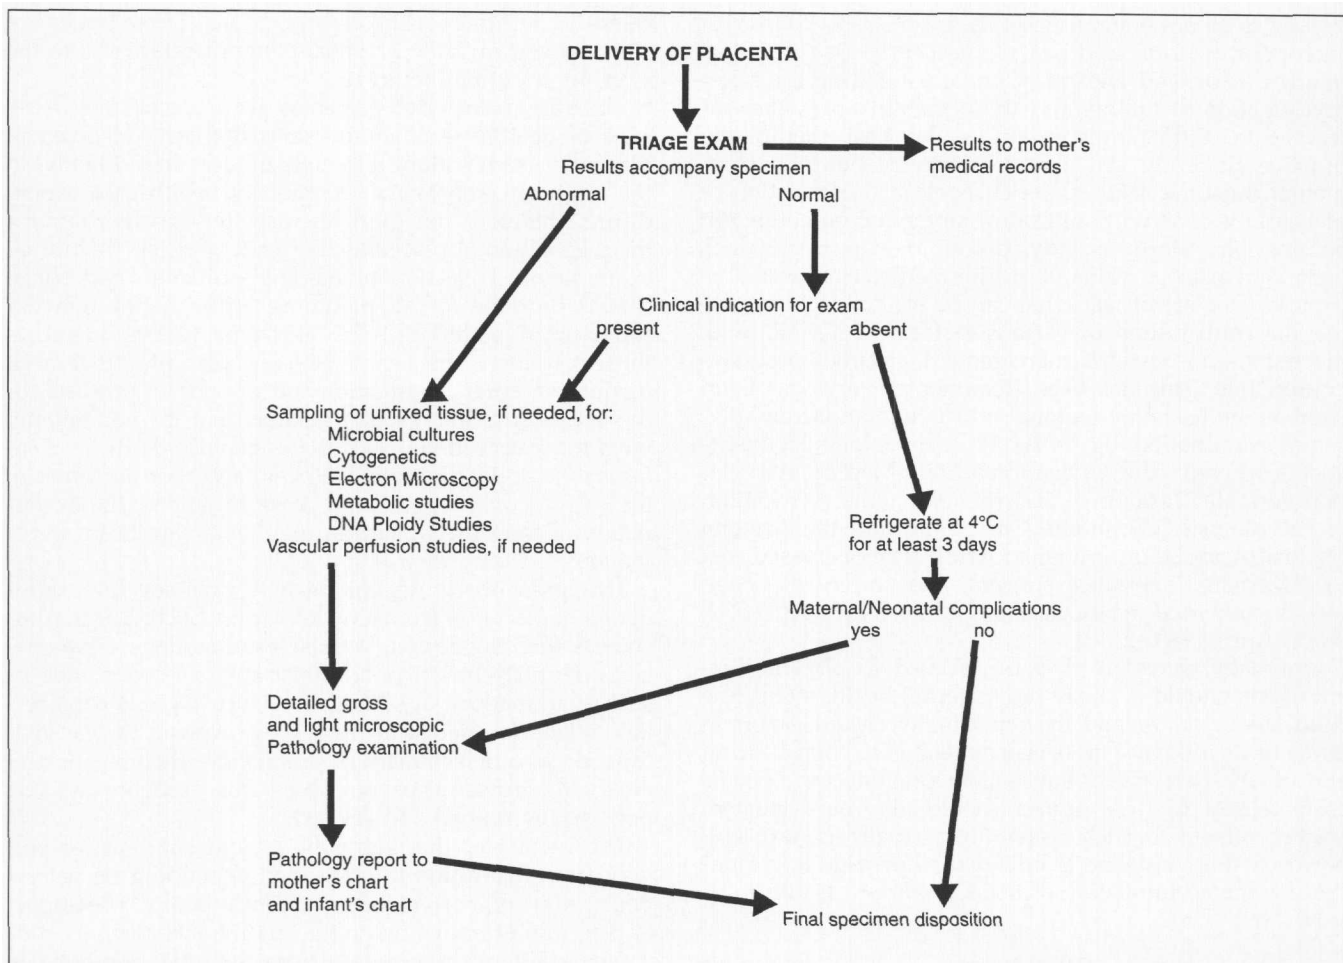 DELIVERY OF PLACENTA
TRIAGE EXAM
Results accompany specimen
Results to mother's
medical records
Abnormal
Normal
Clinical indication for exam
present
absent
Sampling of unfixed tissue, if needed, for:
Microbial cultures
Cytogenetics
Electron Microscopy
Metabolic studies
DNA Ploidy Studies
Vascular perfusion studies, if needed
Refrigerate at 4°C
for at least 3 days
Maternal/Neonatal complications
yes
no
Detailed gross
and light microscopic
Pathology examination
Pathology report to
mother's chart
and infant's chart
Final specimen disposition